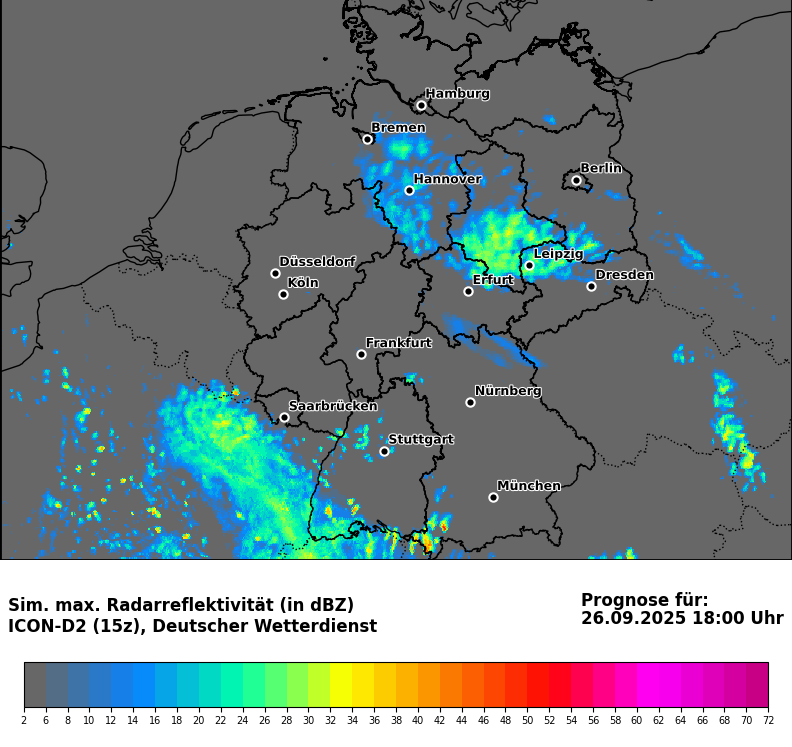 Hamburg
Bremen
Berlin
Hannover
Leipzig
Düsseldorf
Dresden
Köln
Erfurt
Frankfurt
Nürnberg
Saarbrücken
Stuttgart
München
Sim. max. Radarreflektivität (in dBZ)
ICON-D2 (15z), Deutscher Wetterdienst
Prognose für:
26.09.2025 18:00 Uhr
2 6 8 10 12 14 16 18 20 22 24 26 28 30 32 34 36 38 40 42 44 46 48 50 52 54 56 58 60 62 64 66 68 70 72